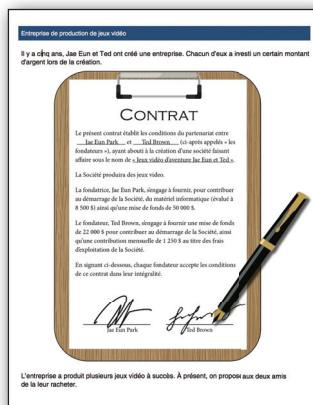 Entreprise de production de jeux vidéo
Il y a cinq ans, Jae Eun et Ted ont créé une entreprise. Chacun d'eux a investi un certain montant
d'argent lors de la création.
CONTRAT
Le présent contrat établit les conditions du partenariat entre
Jae Eun Park et Ted Brown (ci-après appelés « les
fondateurs »), ayant abouti à la création d'une société faisant
affaire sous le nom de « Jeux vidéo d'aventure Jae Eun et Ted ».
La Société produira des jeux video.
La fondatrice, Jae Eun Park, s'engage à fournir, pour contribuer
au démarrage de la Société, du matériel informatique (évalué à
8 500 $) ainsi qu'une mise de fonds de 50 000 $.
Le fondateur, Ted Brown, s'engage à fournir une mise de fonds
de 22 000 $ pour contribuer au démarrage de la Société, ainsi
qu'une contribution mensuelle de 1 250 $ au titre des frais
d'exploitation de la Société.
En signant ci-dessous, chaque fondateur accepte les conditions
de ce contrat dans leur intégralité.
Jae Eun Park Ted Brown
L'entreprise a produit plusieurs jeux vidéo à succès. À présent, on propose aux deux amis
de la leur racheter.